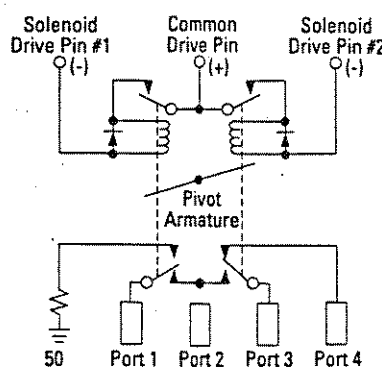 Solenoid
Drive Pin #1
(-)
Common
Drive Pin
(+)
Solenoid
Drive Pin #2
(-)
Pivot
Armature
50 Port 1 Port 2 Port 3 Port 4